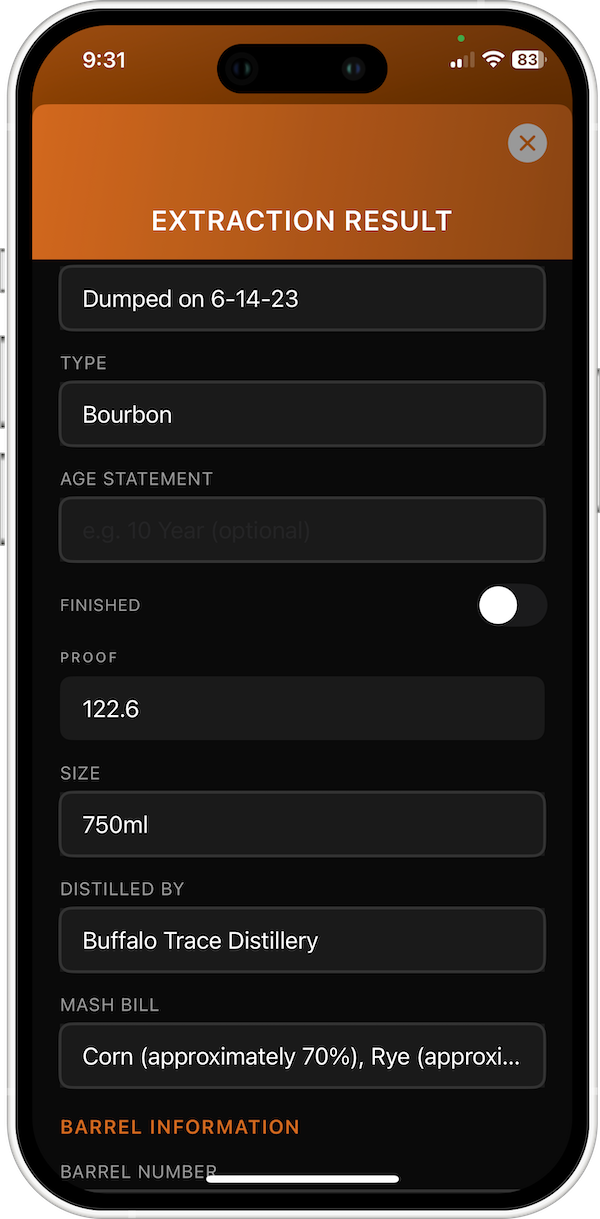 9:31
83
EXTRACTION RESULT
Dumped on 6-14-23
TYPE
Bourbon
AGE STATEMENT
e.g. 10 Year (optional)
FINISHED
PROOF
122.6
SIZE
750ml
DISTILLED BY
Buffalo Trace Distillery
MASH BILL
Corn (approximately 70%), Rye (approxi...
BARREL INFORMATION
BARREL NUMBER